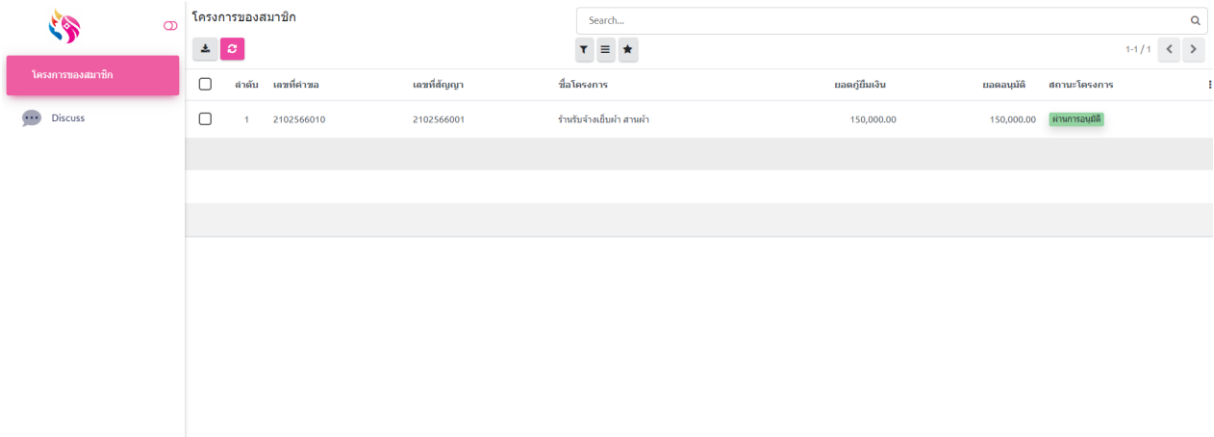 โครงการของสมาชิก
Search...
1-1 / 1
โครงการของสมาชิก
Discuss
ลำดับ เลขที่คำขอ เลขที่สัญญา ชื่อโครงการ ยอดกู้ยืมเงิน ยอดอนุมัติ สถานะโครงการ
1 2102566010 2102566001 ร้านรับจ้างเย็บผ้า สานผ้า 150,000.00 150,000.00 ผ่านการอนุมัติ